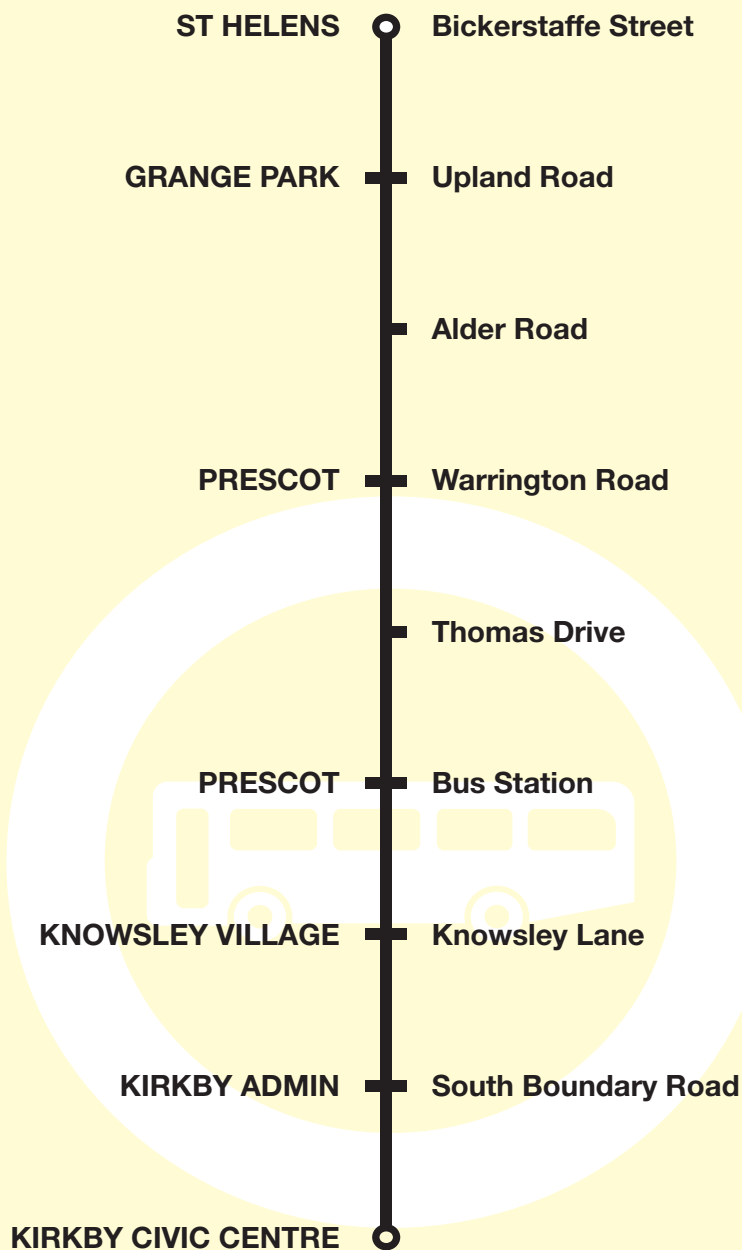 ST HELENS Bickerstaffe Street
GRANGE PARK Upland Road
Alder Road
PRESCOT Warrington Road
Thomas Drive
PRESCOT Bus Station
KNOWSLEY VILLAGE Knowsley Lane
KIRKBY ADMIN South Boundary Road
KIRKBY CIVIC CENTRE